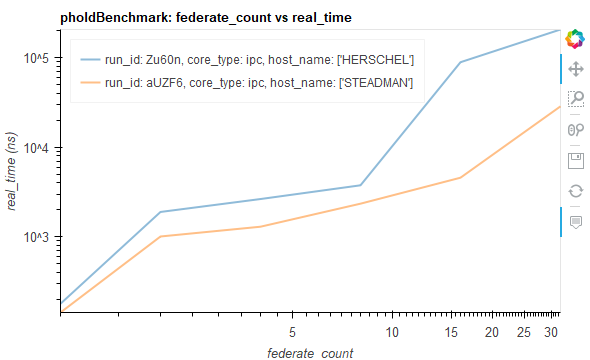 pholdBenchmark: federate_count vs real_time
run_id: Zu60n, core_type: ipc, host_name: ['HERSCHEL']
run_id: aUZF6, core_type: ipc, host_name: ['STEADMAN']
real_time (ns)
10^5
10^4
10^3
5 10 15 20 25 30
federate_count